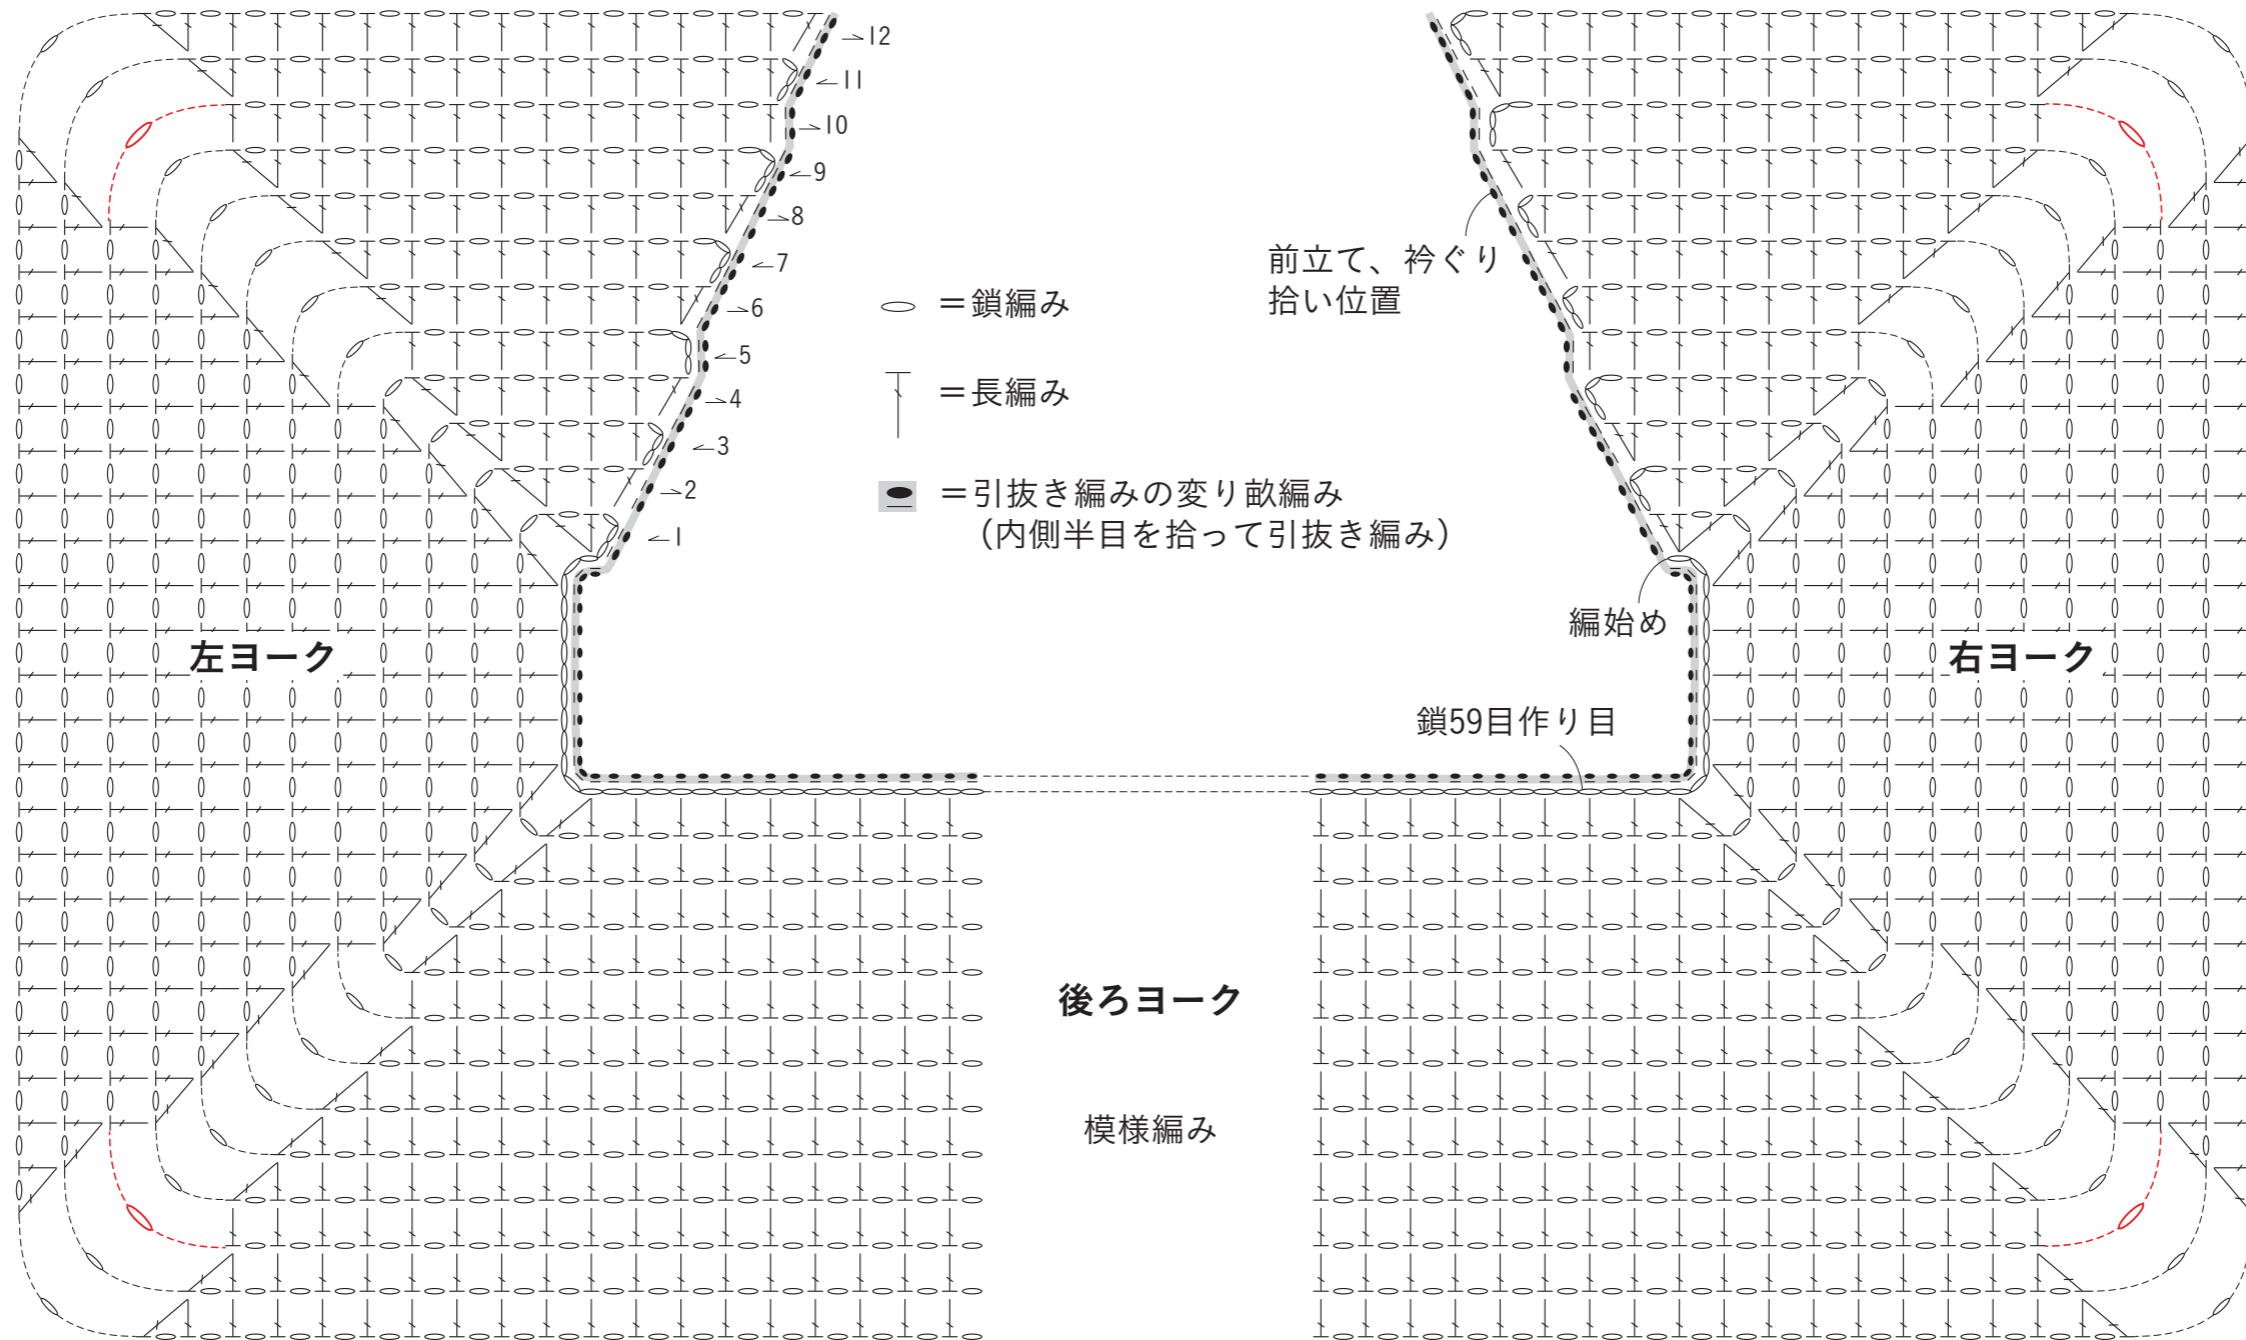 12
11
10
9
8
7
6
5
4
3
2
1
=鎖編み
=長編み
=引抜き編みの変り畝編み
(内側半目を拾って引抜き編み)
前立て、衿ぐり
拾い位置
編始め
左ヨーク
右ヨーク
鎖59目作り目
後ろヨーク
模様編み